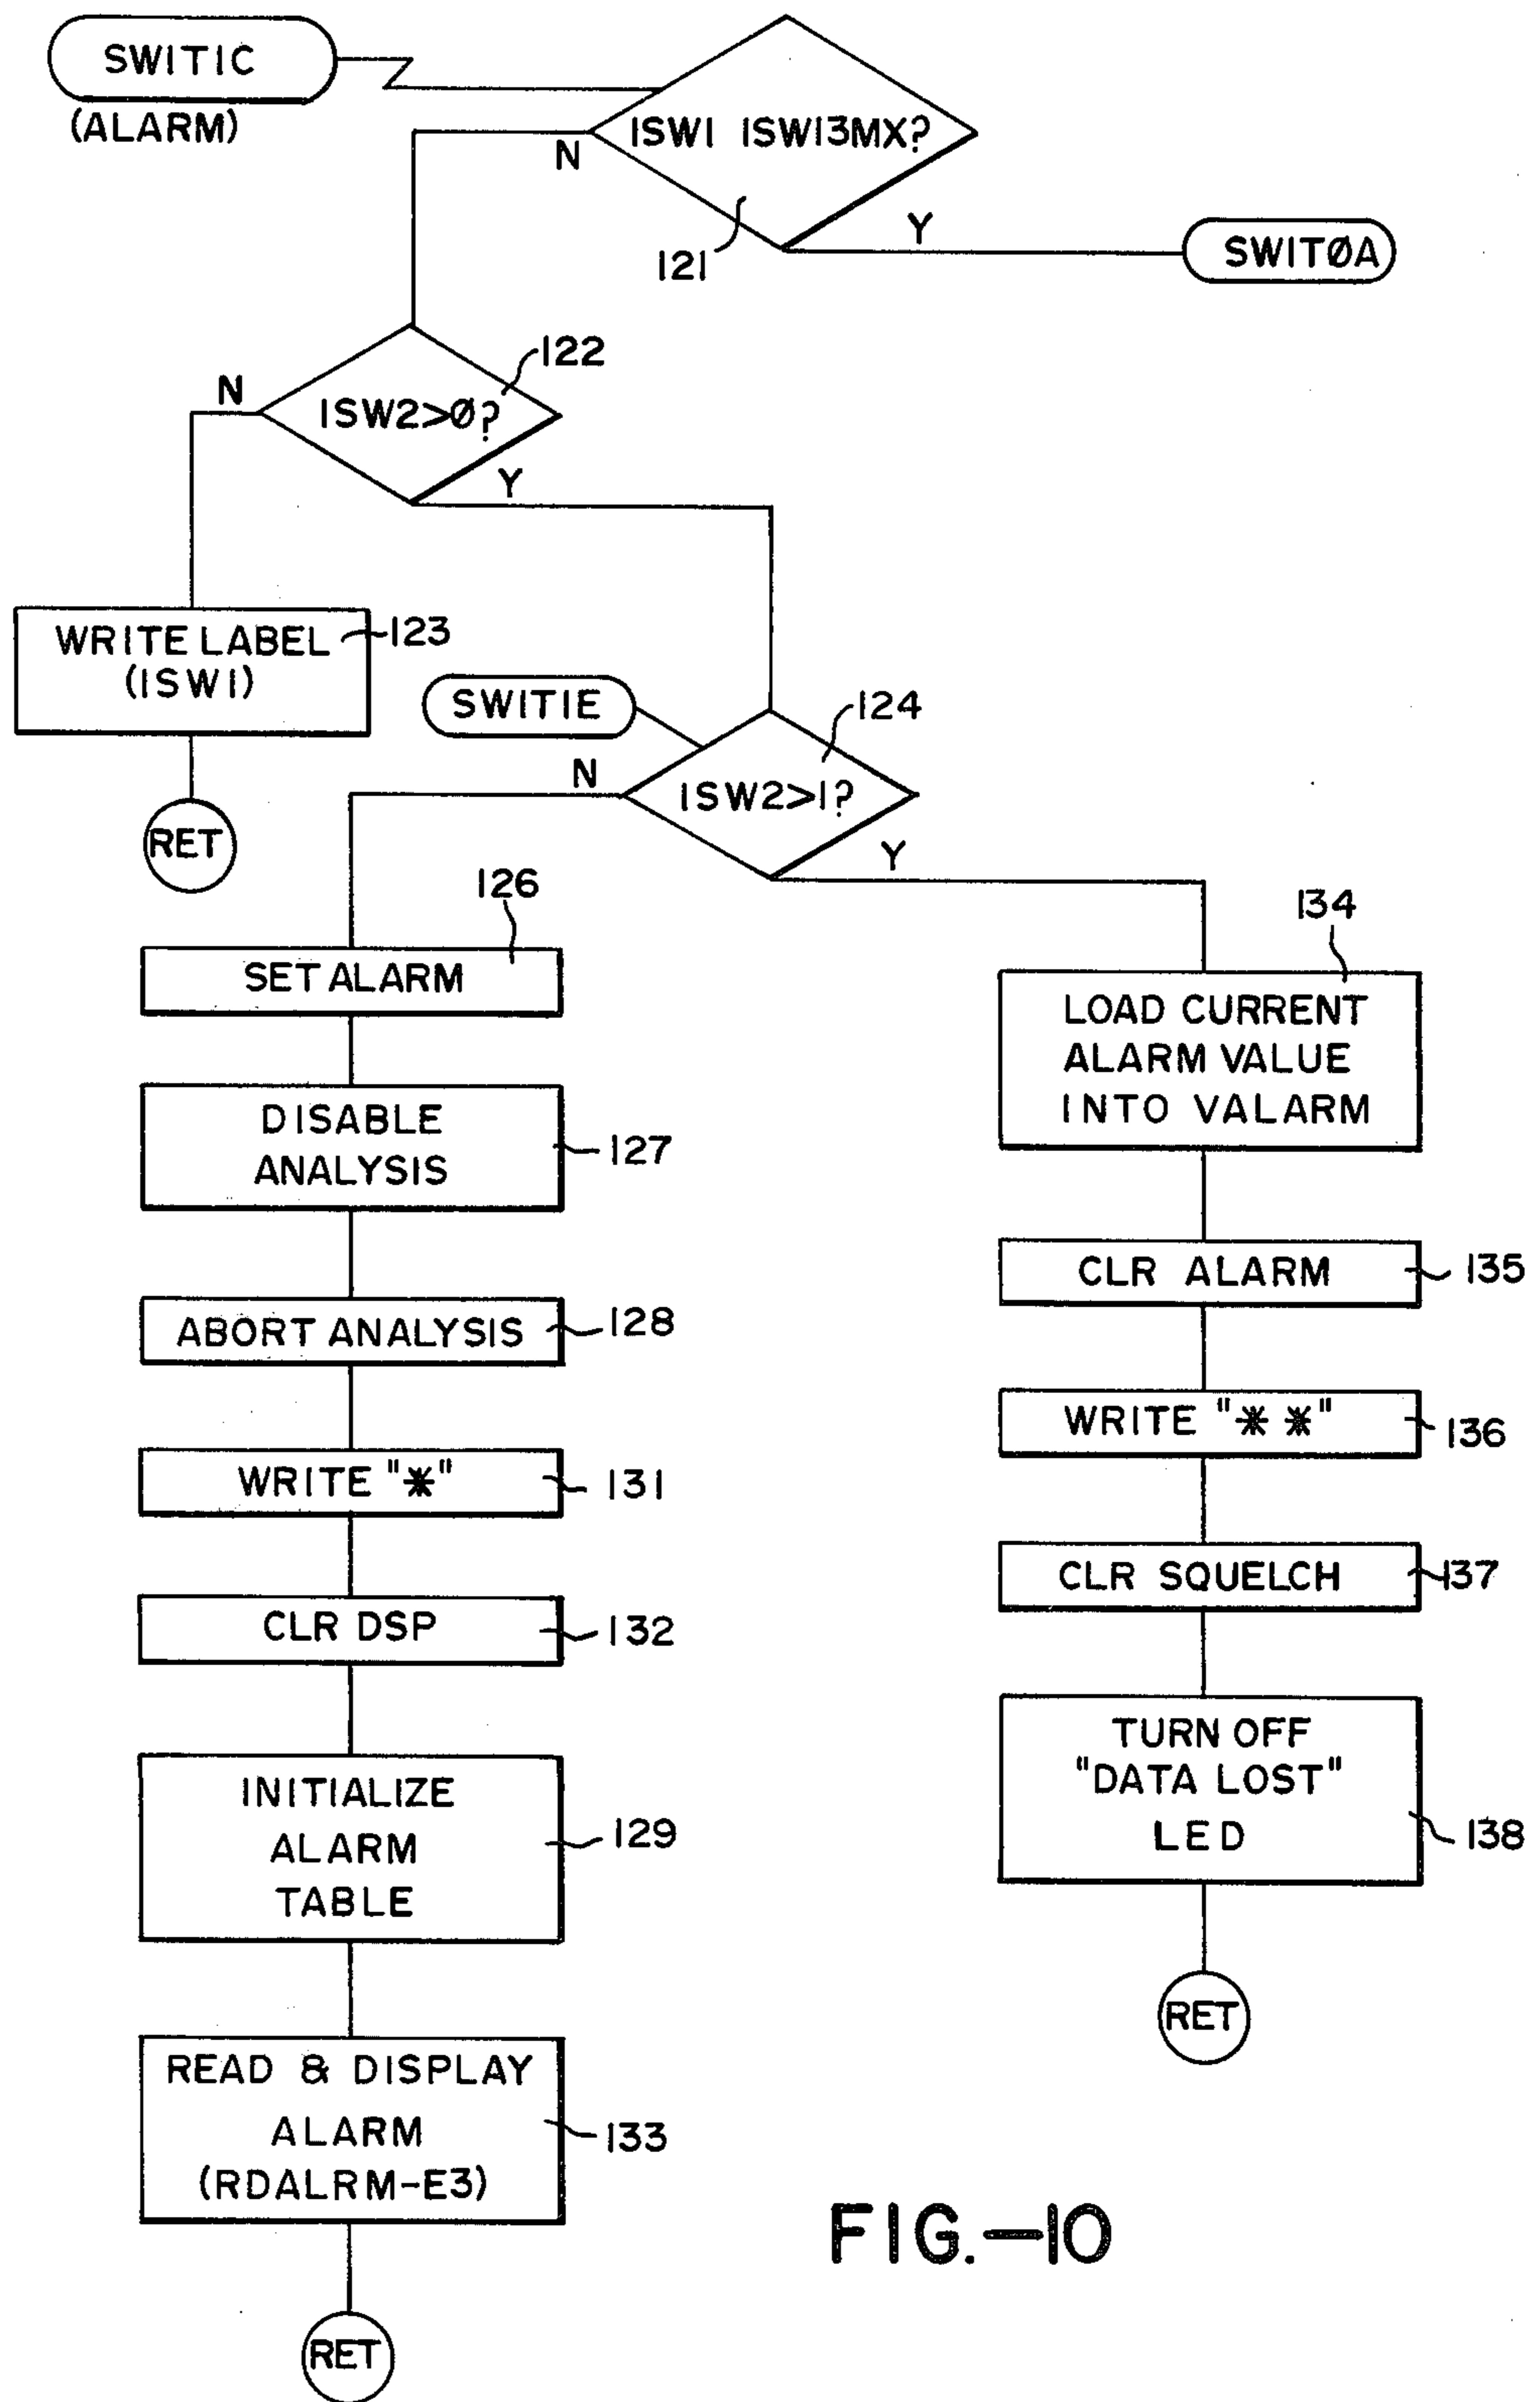 SWITIC
(ALARM)
ISW1 ISW13MX?
N
121
Y
SWITØA
122
N
ISW2>Ø?
Y
WRITE LABEL
(ISW1)
123
RET
SWITIE
124
N
ISW2>1?
Y
126
SET ALARM
DISABLE
ANALYSIS
127
ABORT ANALYSIS
128
WRITE "*"
131
CLR DSP
132
INITIALIZE
ALARM
TABLE
129
READ & DISPLAY
ALARM
(RDALRM-E3)
133
RET
134
LOAD CURRENT
ALARM VALUE
INTO VALARM
CLR ALARM
135
WRITE "* *"
136
CLR SQUELCH
137
TURN OFF
"DATA LOST"
LED
138
RET
FIG.-10